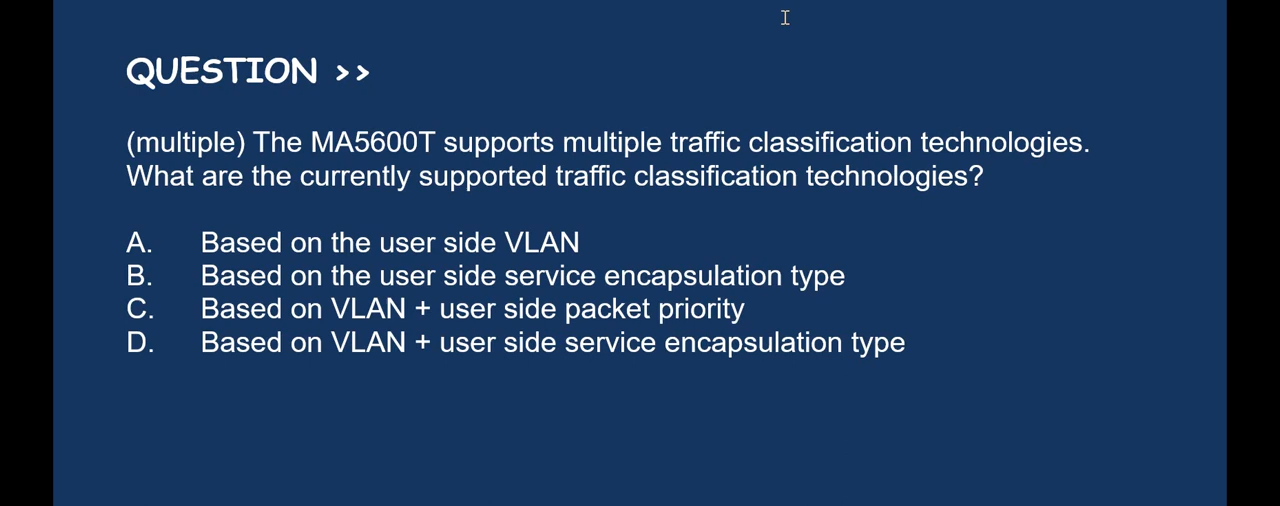 QUESTION >>
(multiple) The MA5600T supports multiple traffic classification technologies.
What are the currently supported traffic classification technologies?
A. Based on the user side VLAN
B. Based on the user side service encapsulation type
C. Based on VLAN + user side packet priority
D. Based on VLAN + user side service encapsulation type